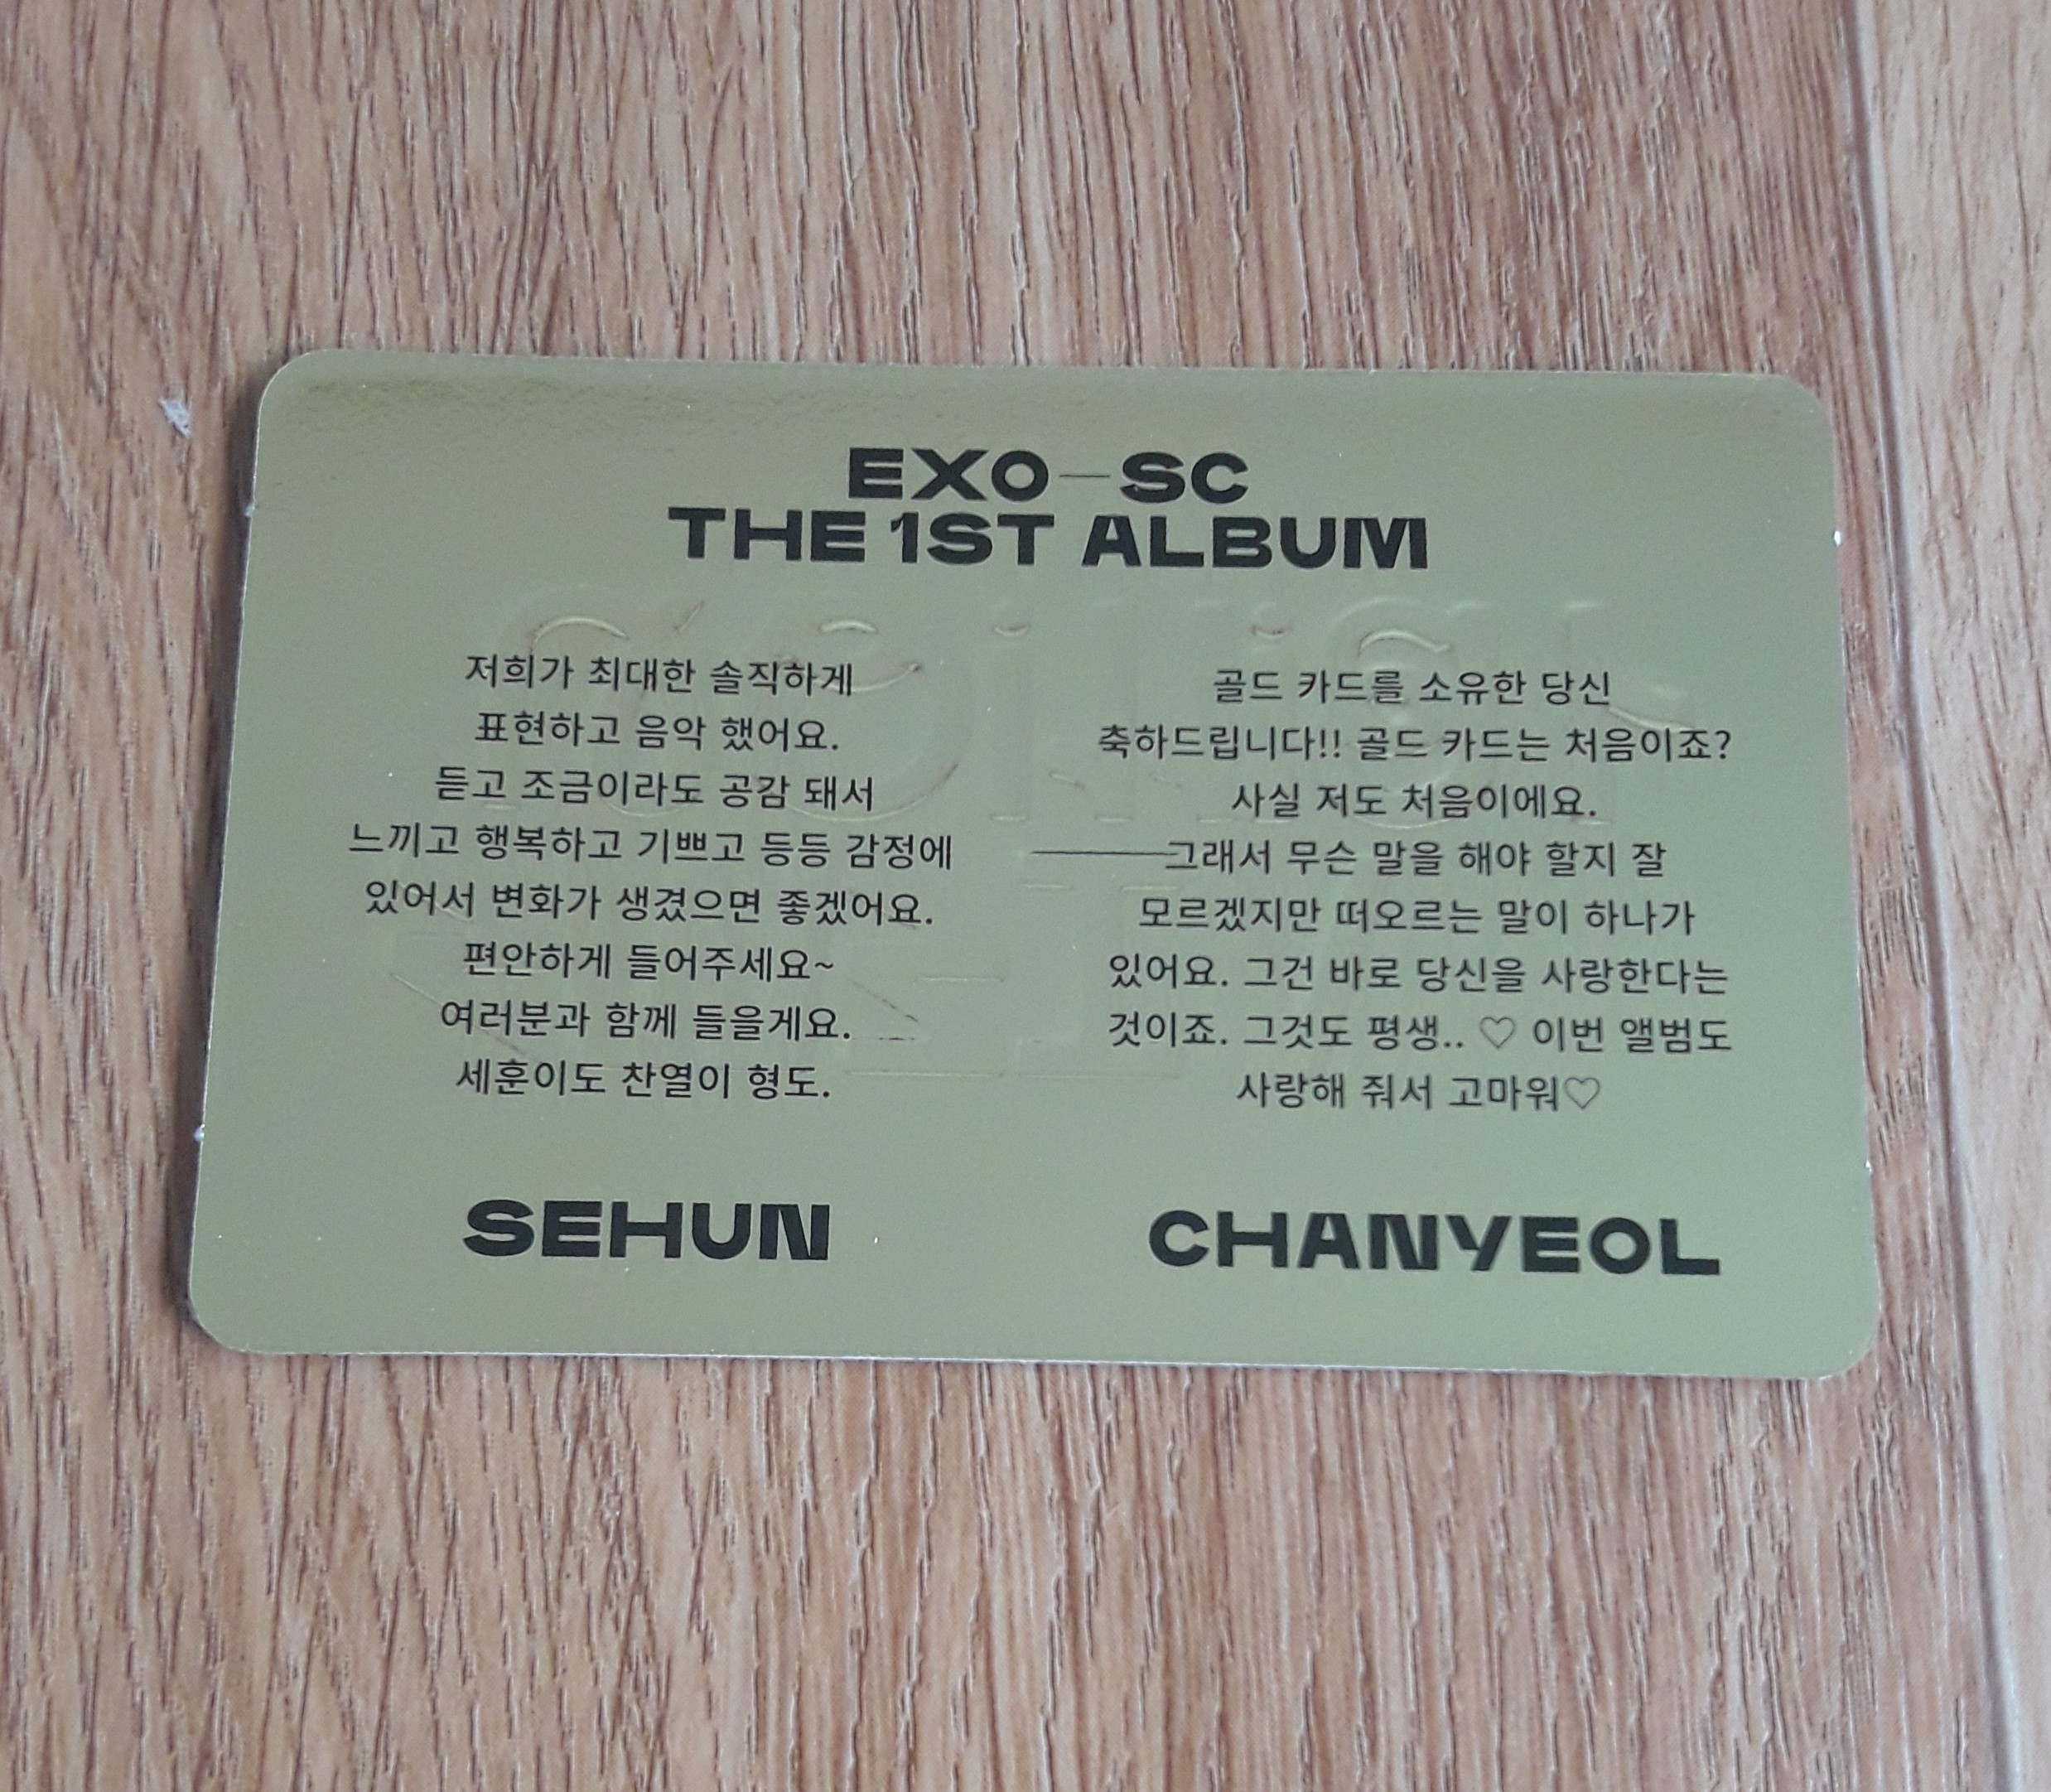 EXO—SC
THE 1ST ALBUM
저희가 최대한 솔직하게
표현하고 음악 했어요.
듣고 조금이라도 공감 돼서
느끼고 행복하고 기쁘고 등등 감정에
있어서 변화가 생겼으면 좋겠어요.
편안하게 들어주세요~
여러분과 함께 들을게요.
세훈이도 찬열이 형도.
SEHUN
골드 카드를 소유한 당신
축하드립니다!! 골드 카드는 처음이죠?
사실 저도 처음이에요.
그래서 무슨 말을 해야 할지 잘
모르겠지만 떠오르는 말이 하나가
있어요. 그건 바로 당신을 사랑한다는
것이죠. 그것도 평생.. ♡ 이번 앨범도
사랑해 줘서 고마워♡
CHANYEOL